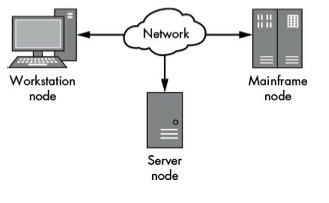 Network
Workstation
node
Mainframe
node
Server
node